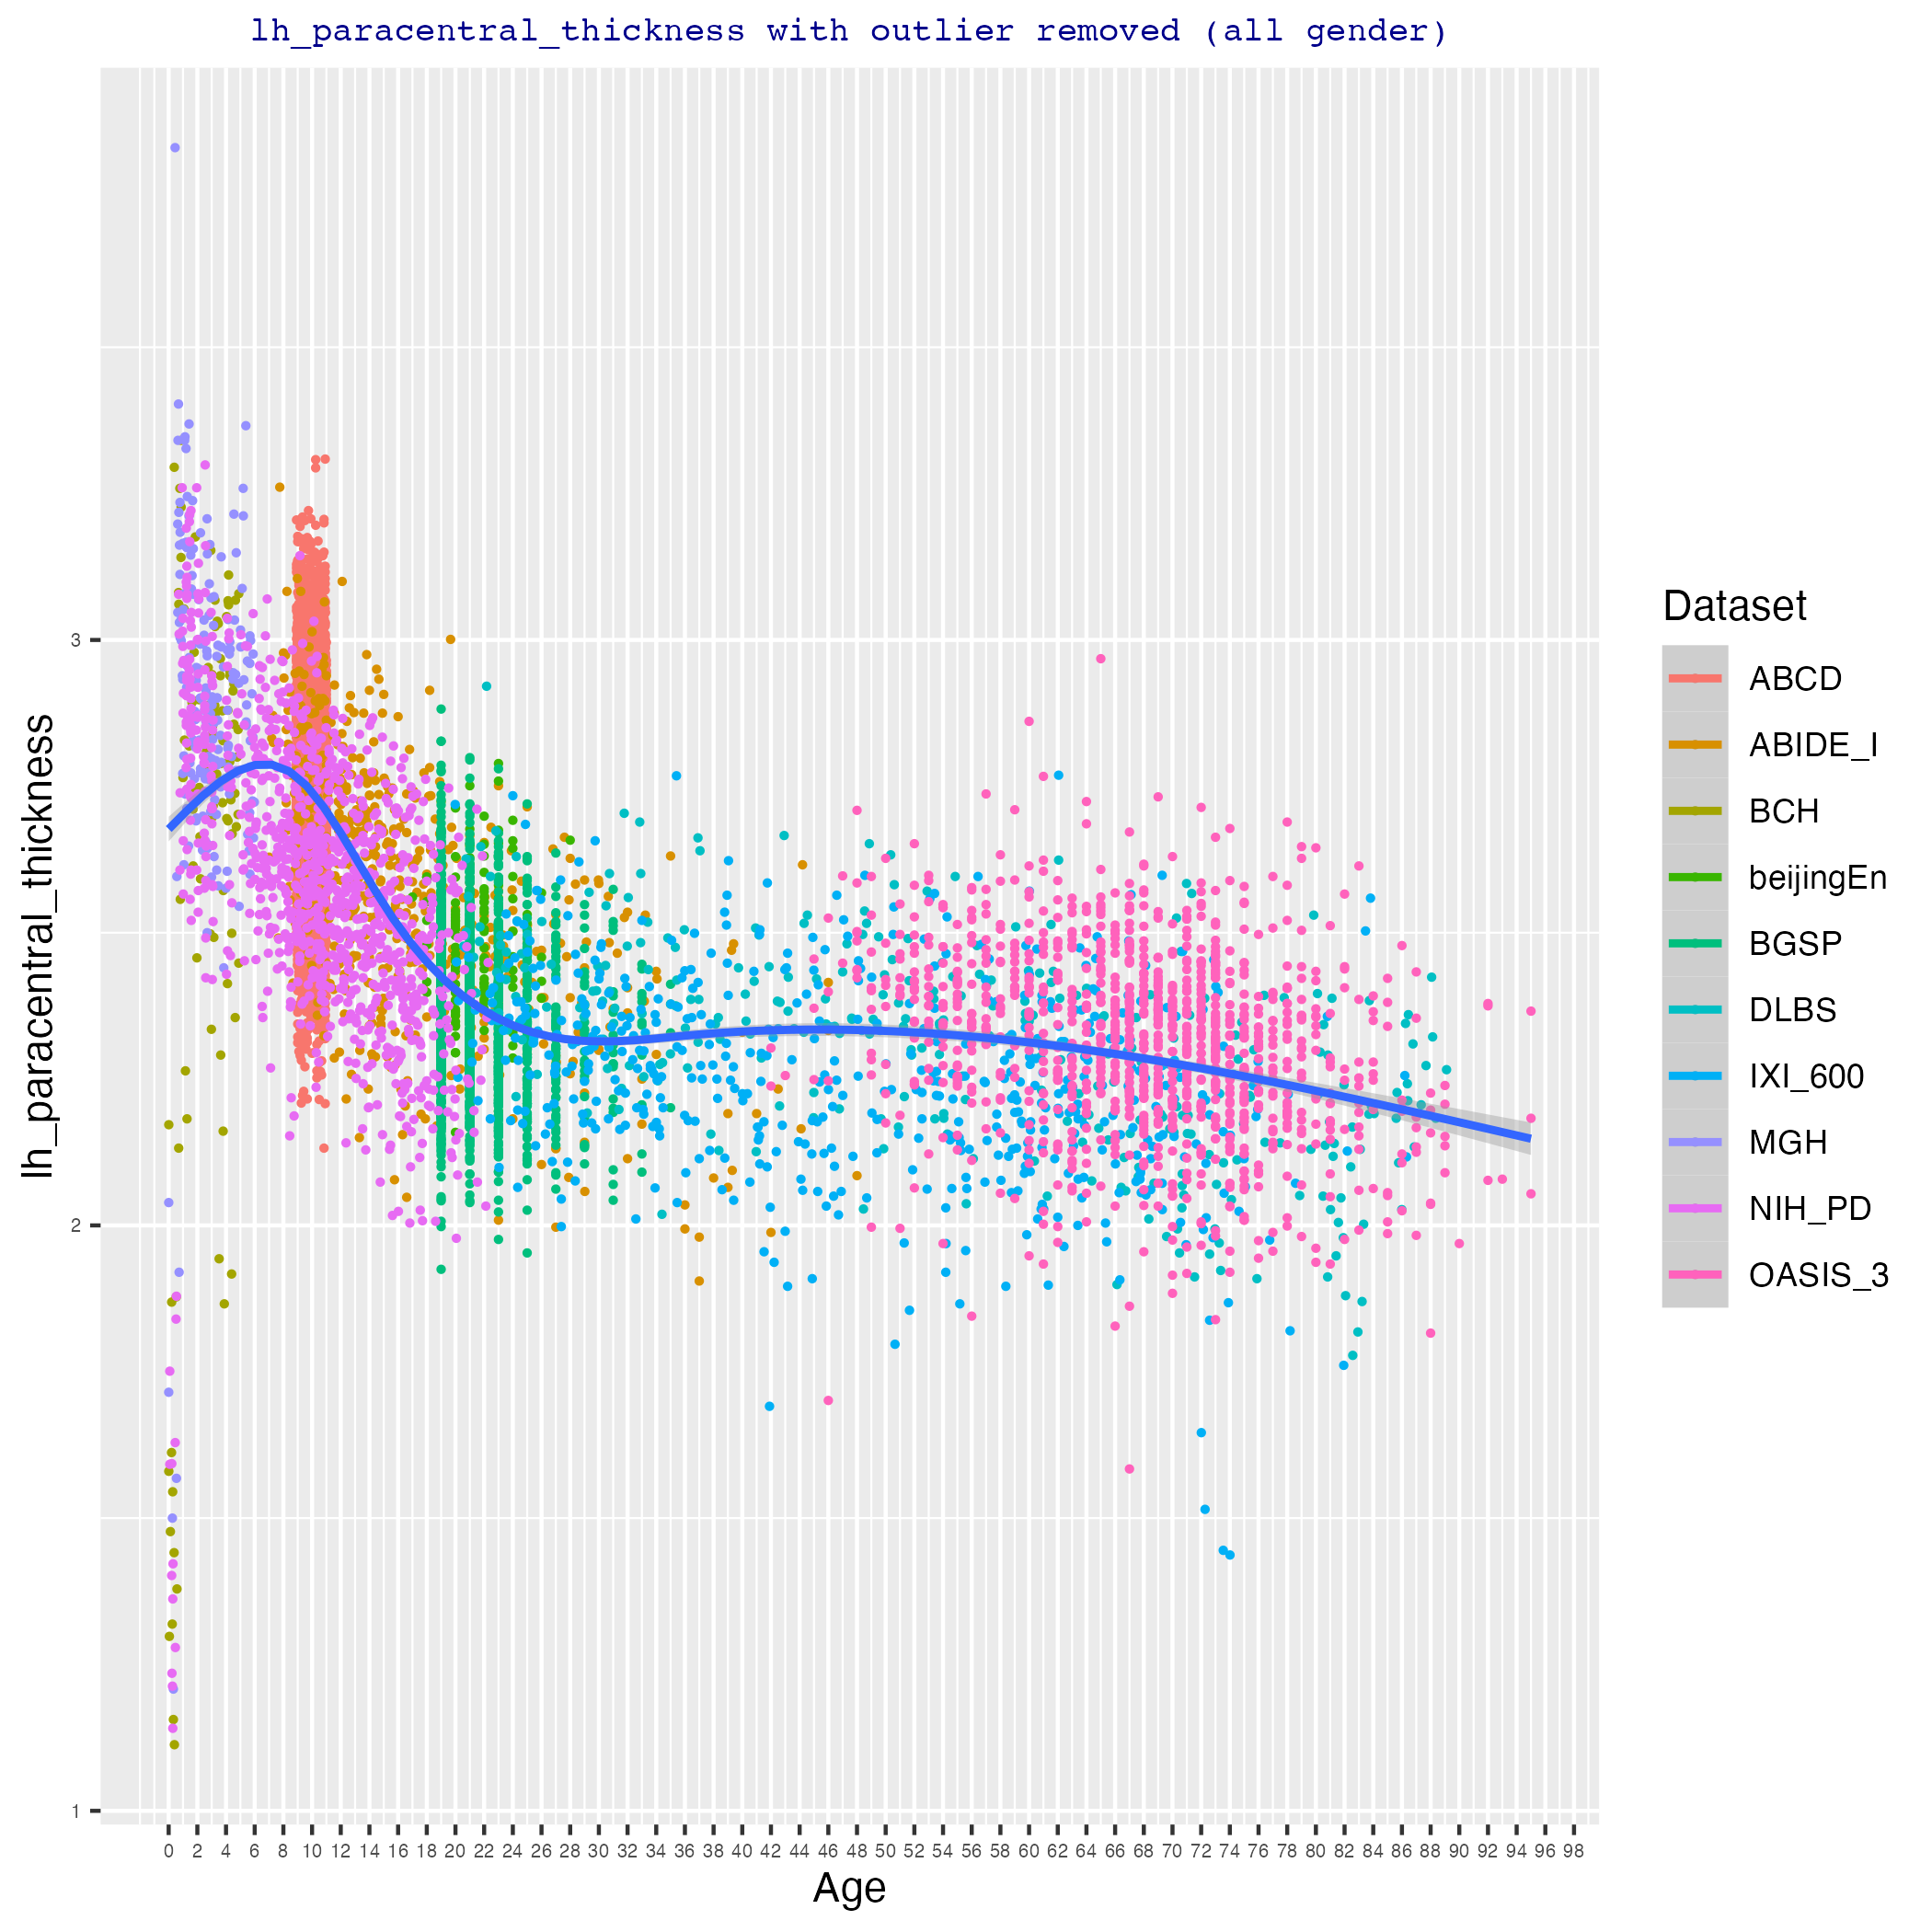 lh_paracentral_thickness with outlier removed (all gender)
lh_paracentral_thickness
3
2
1
0 2 4 6 8 10 12 14 16 18 20 22 24 26 28 30 32 34 36 38 40 42 44 46 48 50 52 54 56 58 60 62 64 66 68 70 72 74 76 78 80 82 84 86 88 90 92 94 96 98
Age
Dataset
ABCD
ABIDE_I
BCH
beijingEn
BGSP
DLBS
IXI_600
MGH
NIH_PD
OASIS_3